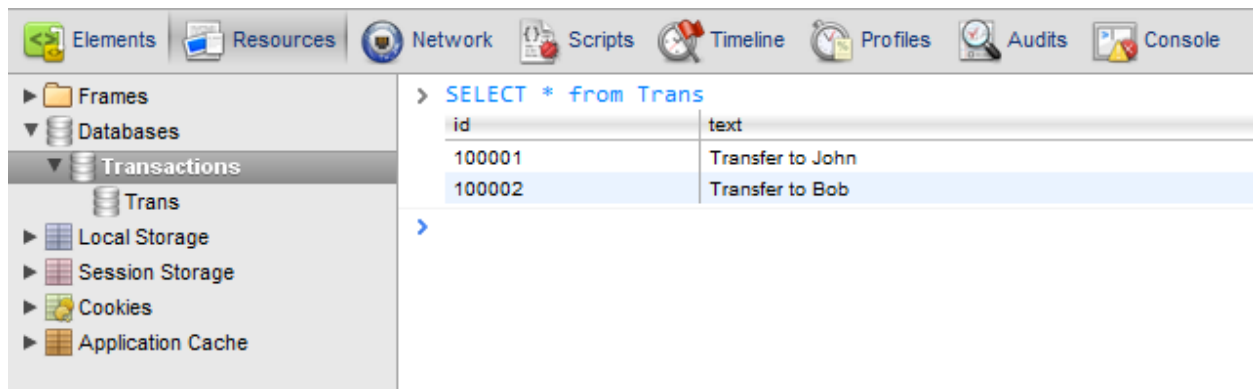 Elements Resources Network Scripts Timeline Profiles Audits Console
Frames
Databases
Transactions
Trans
Local Storage
Session Storage
Cookies
Application Cache
> SELECT * from Trans
id text
100001 Transfer to John
100002 Transfer to Bob
>